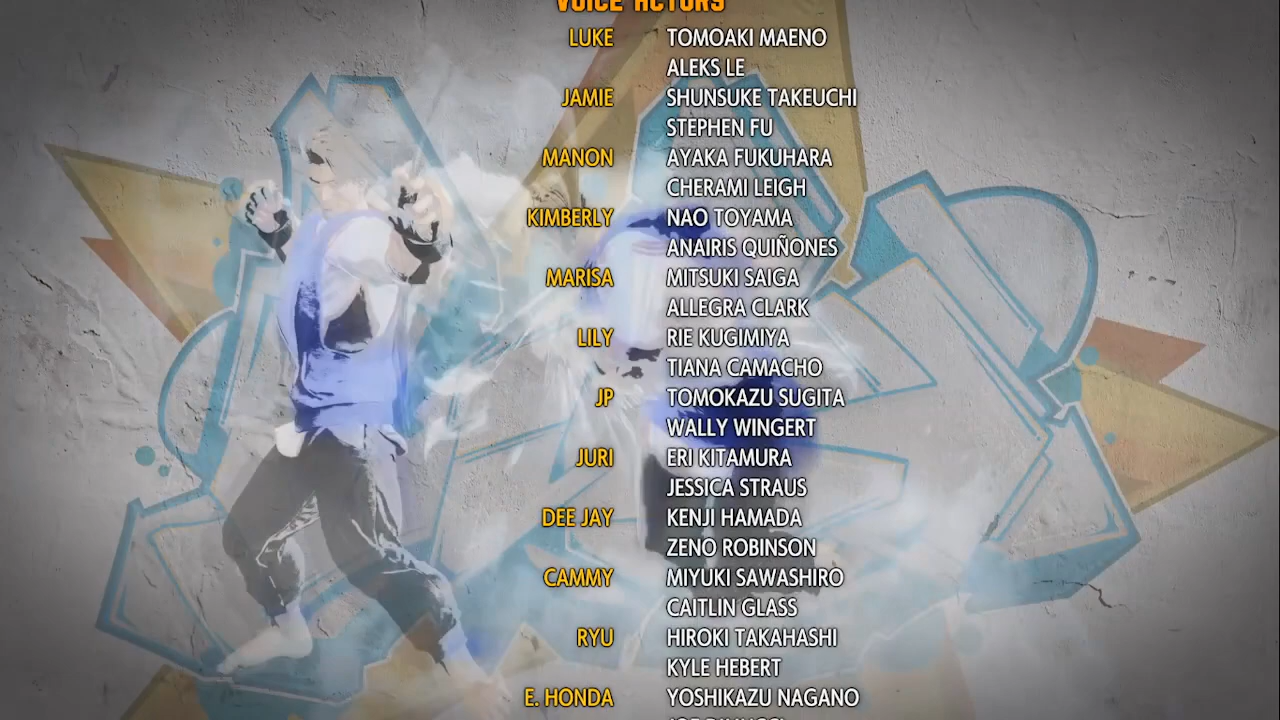 VOICE ACTORS
LUKE TOMOAKI MAENO
ALEKS LE
JAMIE SHUNSUKE TAKEUCHI
STEPHEN FU
MANON AYAKA FUKUHARA
CHERAMI LEIGH
KIMBERLY NAO TOYAMA
ANAIRIS QUIÑONES
MARISA MITSUKI SAIGA
ALLEGRA CLARK
LILY RIE KUGIMIYA
TIANA CAMACHO
JP TOMOKAZU SUGITA
WALLY WINGERT
JURI ERI KITAMURA
JESSICA STRAUS
DEE JAY KENJI HAMADA
ZENO ROBINSON
CAMMY MIYUKI SAWASHIRO
CAITLIN GLASS
RYU HIROKI TAKAHASHI
KYLE HEBERT
E. HONDA YOSHIKAZU NAGANO